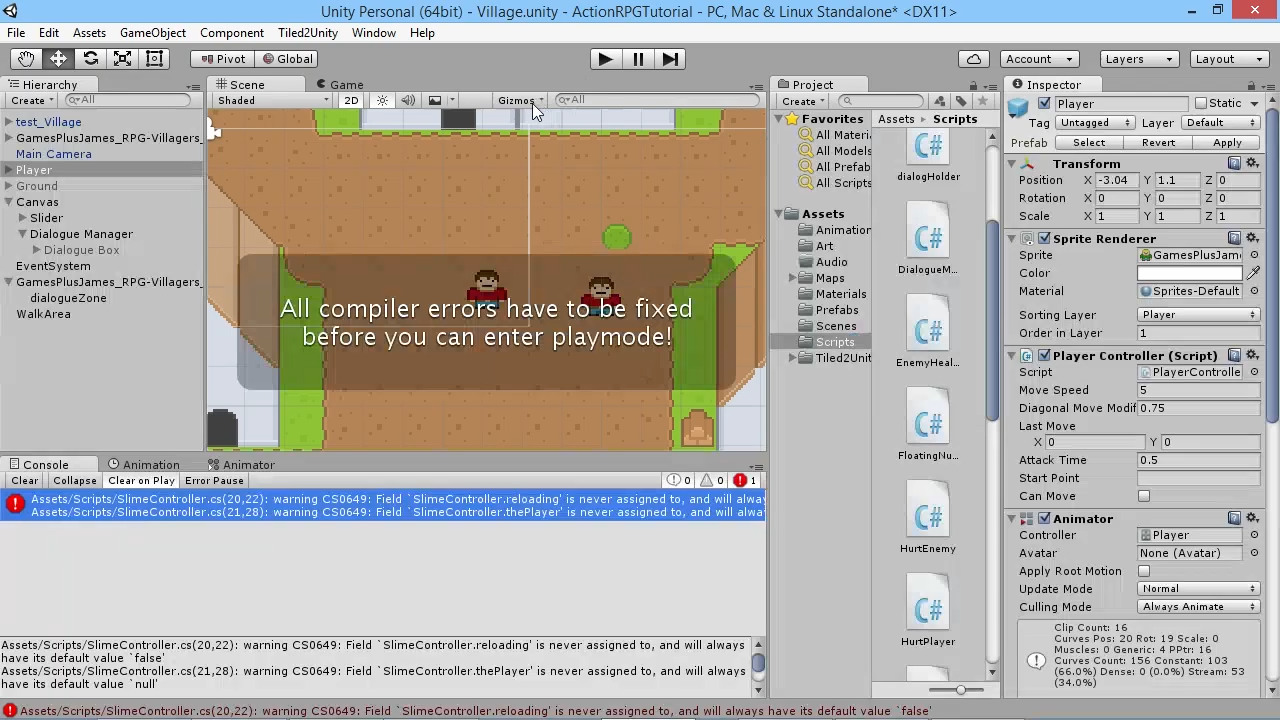 Unity Personal (64bit) - Village.unity - ActionRPGTutorial - PC, Mac & Linux Standalone* <DX11>
File Edit Assets GameObject Component Tiled2Unity Window Help
Pivot Global Account Layers Layout
Hierarchy
Create All
test_Village
GamesPlusJames_RPG-Villagers_
Main Camera
Player
Ground
Canvas
Slider
Dialogue Manager
Dialogue Box
EventSystem
GamesPlusJames_RPG-Villagers_
dialogueZone
WalkArea
Scene Game
Shaded 2D Gizmos All
All compiler errors have to be fixed
before you can enter playmode!
Console Animation Animator
Clear Collapse Clear on Play Error Pause 0 0 1
Assets/Scripts/SlimeController.cs(20,22): warning CS0649: Field `SlimeController.reloading' is never assigned to, and will alway
Assets/Scripts/SlimeController.cs(21,28): warning CS0649: Field `SlimeController.thePlayer' is never assigned to, and will alway
Assets/Scripts/SlimeController.cs(20,22): warning CS0649: Field `SlimeController.reloading' is never assigned to, and will always
have its default value `false'
Assets/Scripts/SlimeController.cs(21,28): warning CS0649: Field `SlimeController.thePlayer' is never assigned to, and will always
have its default value `null'
Assets/Scripts/SlimeController.cs(20,22): warning CS0649: Field `SlimeController.reloading' is never assigned to, and will always have its default value `false'
Project
Create
Favorites
All Materi
All Models
All Prefab
All Scripts
Assets
Animation
Art
Audio
Maps
Materials
Prefabs
Scenes
Scripts
Tiled2Unit
Assets Scripts
dialogHolder
DialogueM...
EnemyHeal...
FloatingNu...
HurtEnemy
HurtPlayer
Inspector
Player Static
Tag Untagged Layer Default
Prefab Select Revert Apply
Transform
Position X -3.04 Y 1.1 Z 0
Rotation X 0 Y 0 Z 0
Scale X 1 Y 1 Z 1
Sprite Renderer
Sprite GamesPlusJam
Color
Material Sprites-Default
Sorting Layer Player
Order in Layer 1
Player Controller (Script)
Script PlayerControlle
Move Speed 5
Diagonal Move Modif 0.75
Last Move
X 0 Y 0
Attack Time 0.5
Start Point
Can Move
Animator
Controller Player
Avatar None (Avatar)
Apply Root Motion
Update Mode Normal
Culling Mode Always Animate
Clip Count: 16
Curves Pos: 20 Rot: 19 Scale: 0
Muscles: 0 Generic: 4 PPtr: 16
Curves Count: 156 Constant: 103
(66.0%) Dense: 0 (0.0%) Stream: 53
(34.0%)